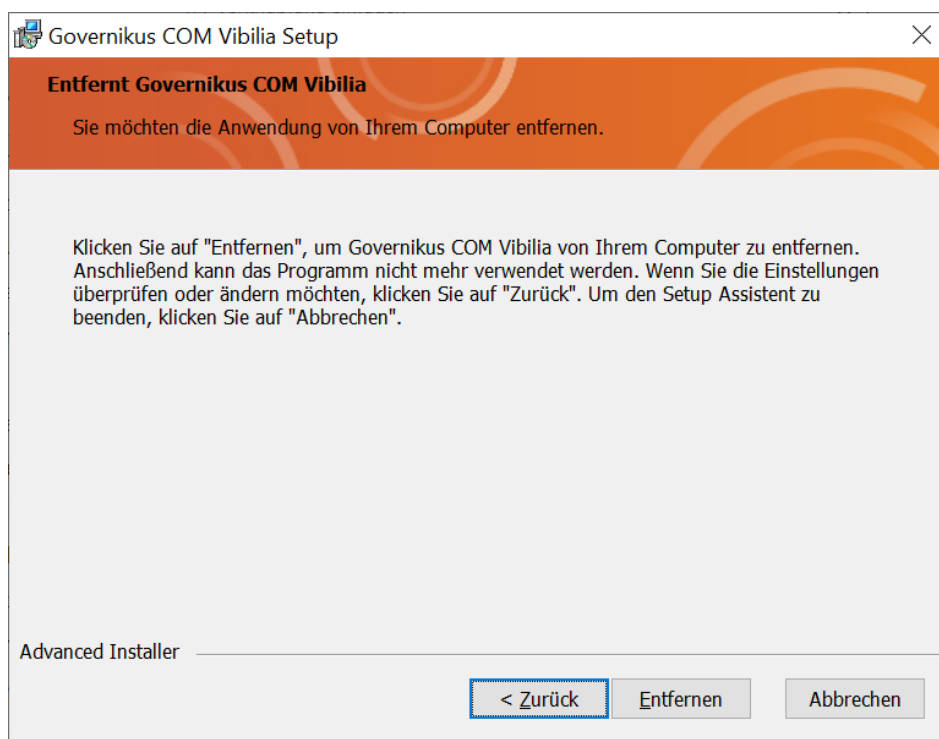 Governikus COM Vibilia Setup
Entfernt Governikus COM Vibilia
Sie möchten die Anwendung von Ihrem Computer entfernen.
Klicken Sie auf "Entfernen", um Governikus COM Vibilia von Ihrem Computer zu entfernen.
Anschließend kann das Programm nicht mehr verwendet werden. Wenn Sie die Einstellungen
überprüfen oder ändern möchten, klicken Sie auf "Zurück". Um den Setup Assistent zu
beenden, klicken Sie auf "Abbrechen".
Advanced Installer
< Zurück Entfernen Abbrechen